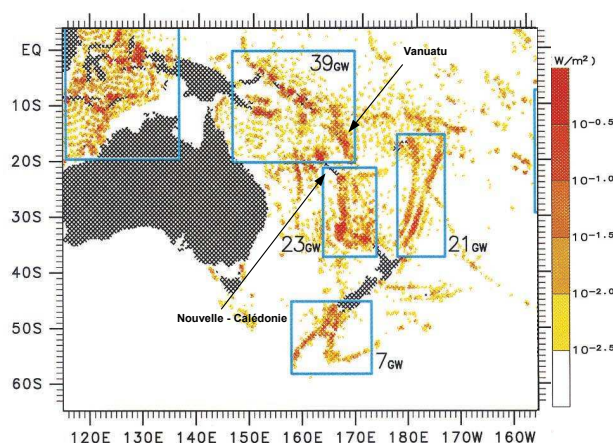 Vanuatu
W/m²)
EQ
39GW
10S
10^-0.5
20S
10^-1.0
30S
23GW
21GW
10^-1.5
40S
10^-2.0
Nouvelle - Calédonie
50S
10^-2.5
7GW
60S
120E 130E 140E 150E 160E 170E 180 170W 160W